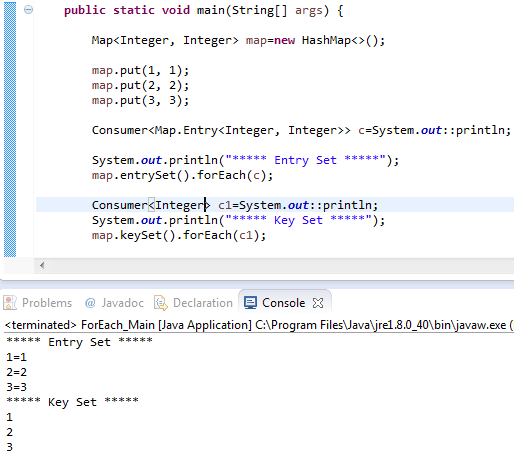 public static void main(String[] args) {
Map<Integer, Integer> map=new HashMap<>();
map.put(1, 1);
map.put(2, 2);
map.put(3, 3);
Consumer<Map.Entry<Integer, Integer>> c=System.out::println;
System.out.println("***** Entry Set *****");
map.entrySet().forEach(c);
Consumer<Integer> c1=System.out::println;
System.out.println("***** Key Set *****");
map.keySet().forEach(c1);
Problems @ Javadoc Declaration Console
<terminated> ForEach_Main [Java Application] C:\Program Files\Java\jre1.8.0_40\bin\javaw.exe (
***** Entry Set *****
1=1
2=2
3=3
***** Key Set *****
1
2
3